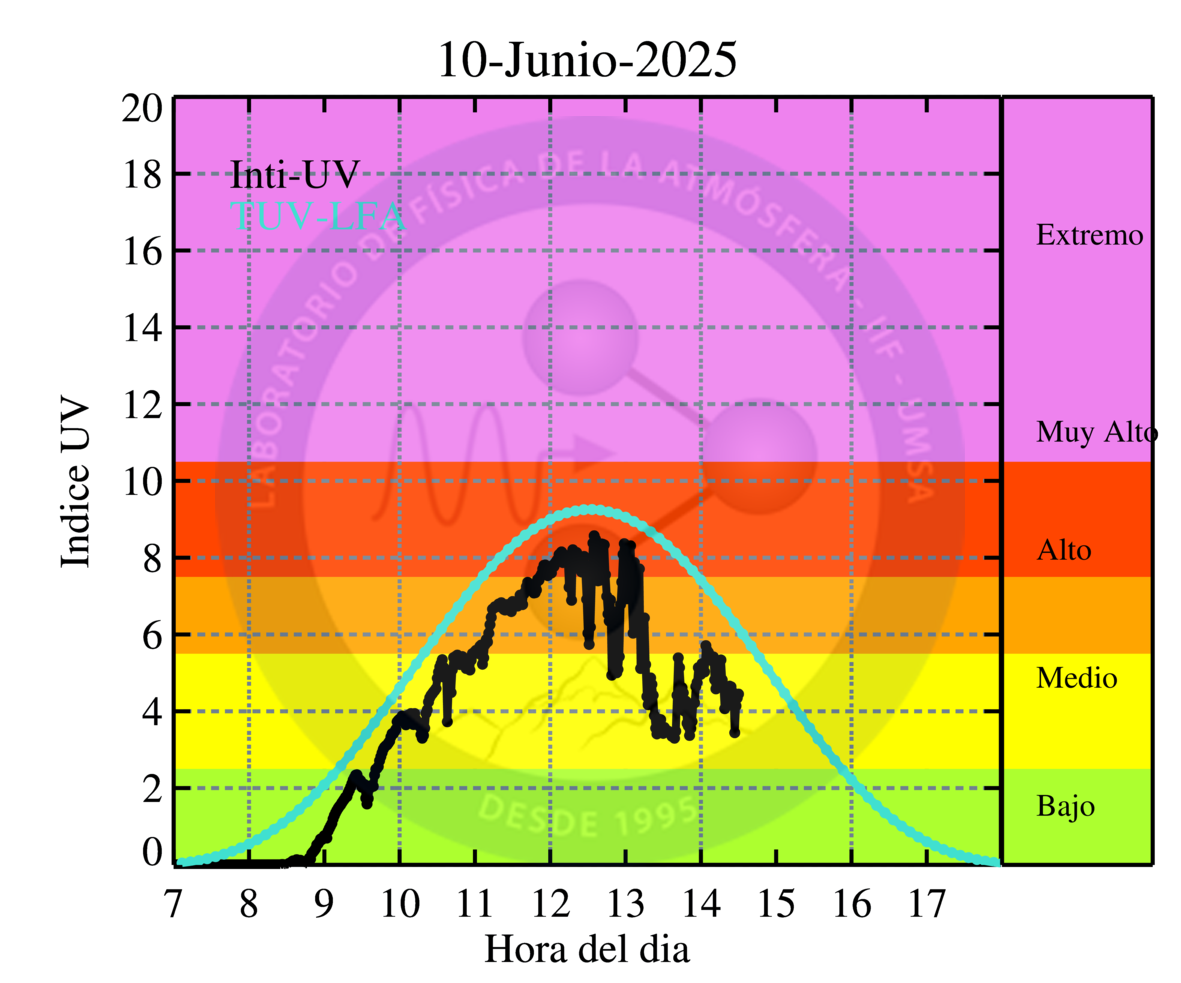 10-Junio-2025
20
18
16
14
12
10
8
6
4
2
0
Indice UV
Inti-UV
TUV-LFA
LABORATORIO DE FÍSICA DE LA ATMÓSFERA - IIF - UMSA
DESDE 1995
Extremo
Muy Alto
Alto
Medio
Bajo
7 8 9 10 11 12 13 14 15 16 17
Hora del dia